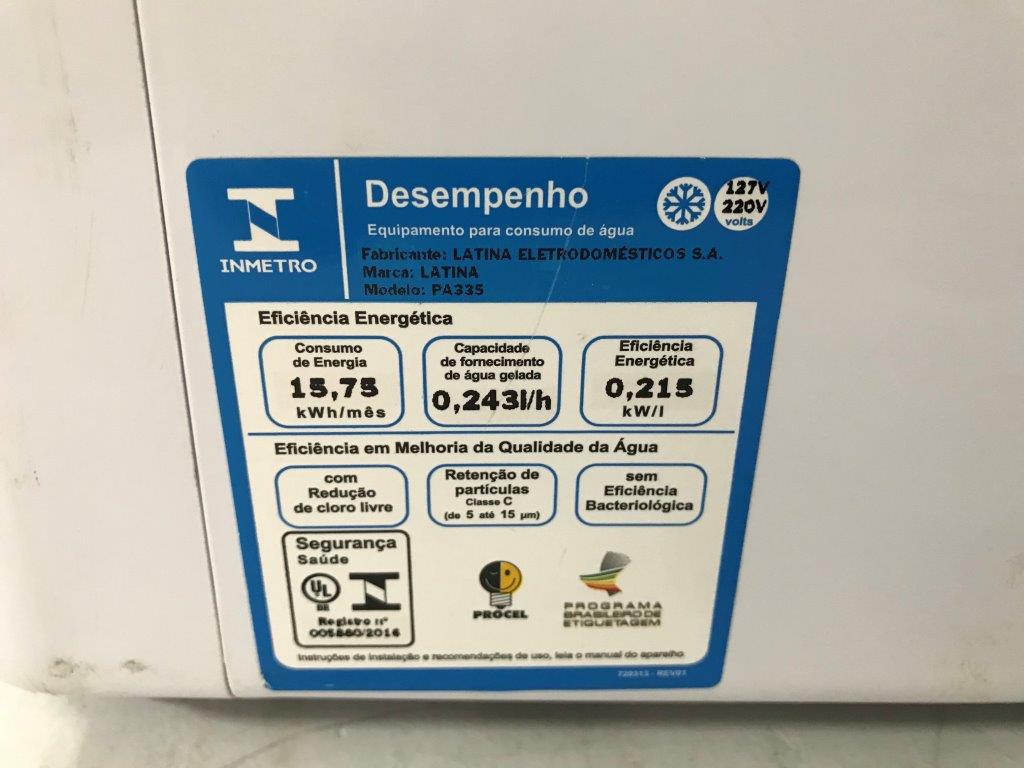 INMETRO
Desempenho
Equipamento para consumo de água
127V
220V
volts
Fabricante: LATINA ELETRODOMÉSTICOS S.A.
Marca: LATINA
Modelo: PA335
Eficiência Energética
Consumo
de Energia
15,75
kWh/mês
Capacidade
de fornecimento
de água gelada
0,243l/h
Eficiência
Energética
0,215
kW/l
Eficiência em Melhoria da Qualidade da Água
com
Redução
de cloro livre
Retenção de
partículas
Classe C
(de 5 até 15 µm)
sem
Eficiência
Bacteriológica
Segurança
Saúde
UL
BR
Registro nº
005880/2016
PROCEL
PROGRAMA
BRASILEIRO DE
ETIQUETAGEM
Instruções de instalação e recomendações de uso, leia o manual do aparelho